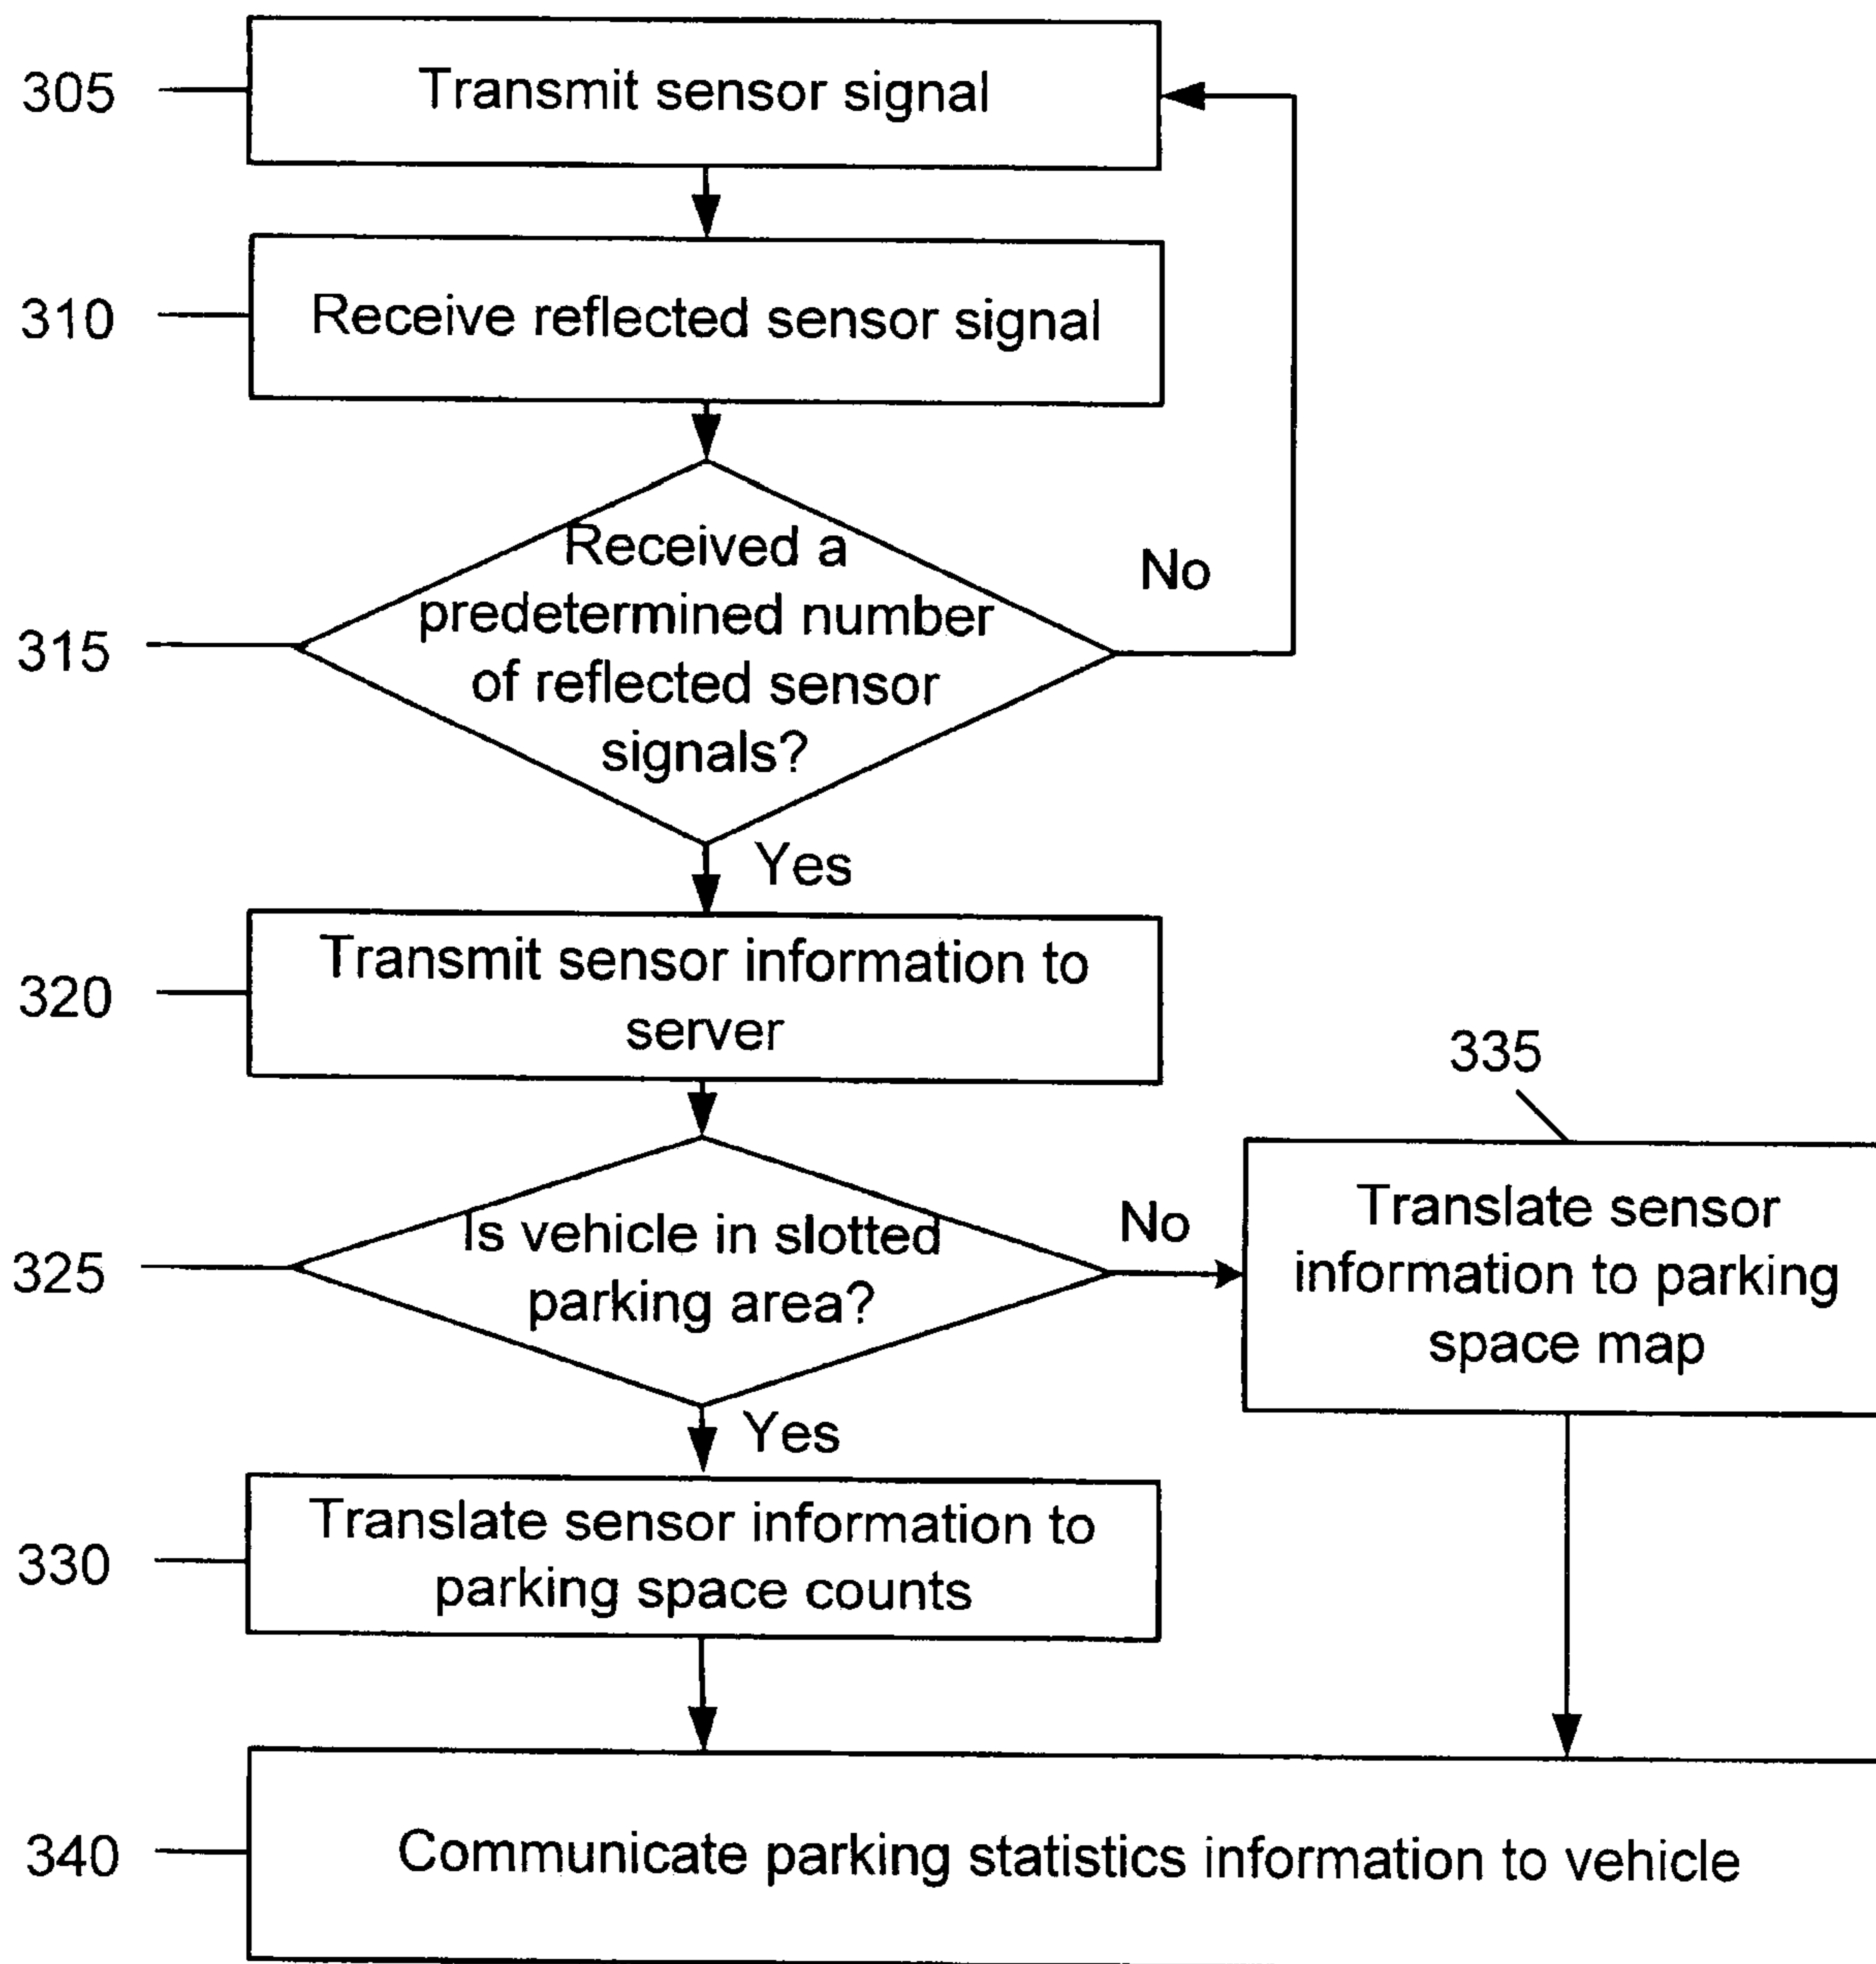 305
Transmit sensor signal
310
Receive reflected sensor signal
315
Received a
predetermined number
of reflected sensor
signals?
No
Yes
320
Transmit sensor information to
server
325
Is vehicle in slotted
parking area?
No
335
Translate sensor
information to parking
space map
Yes
330
Translate sensor information to
parking space counts
340
Communicate parking statistics information to vehicle